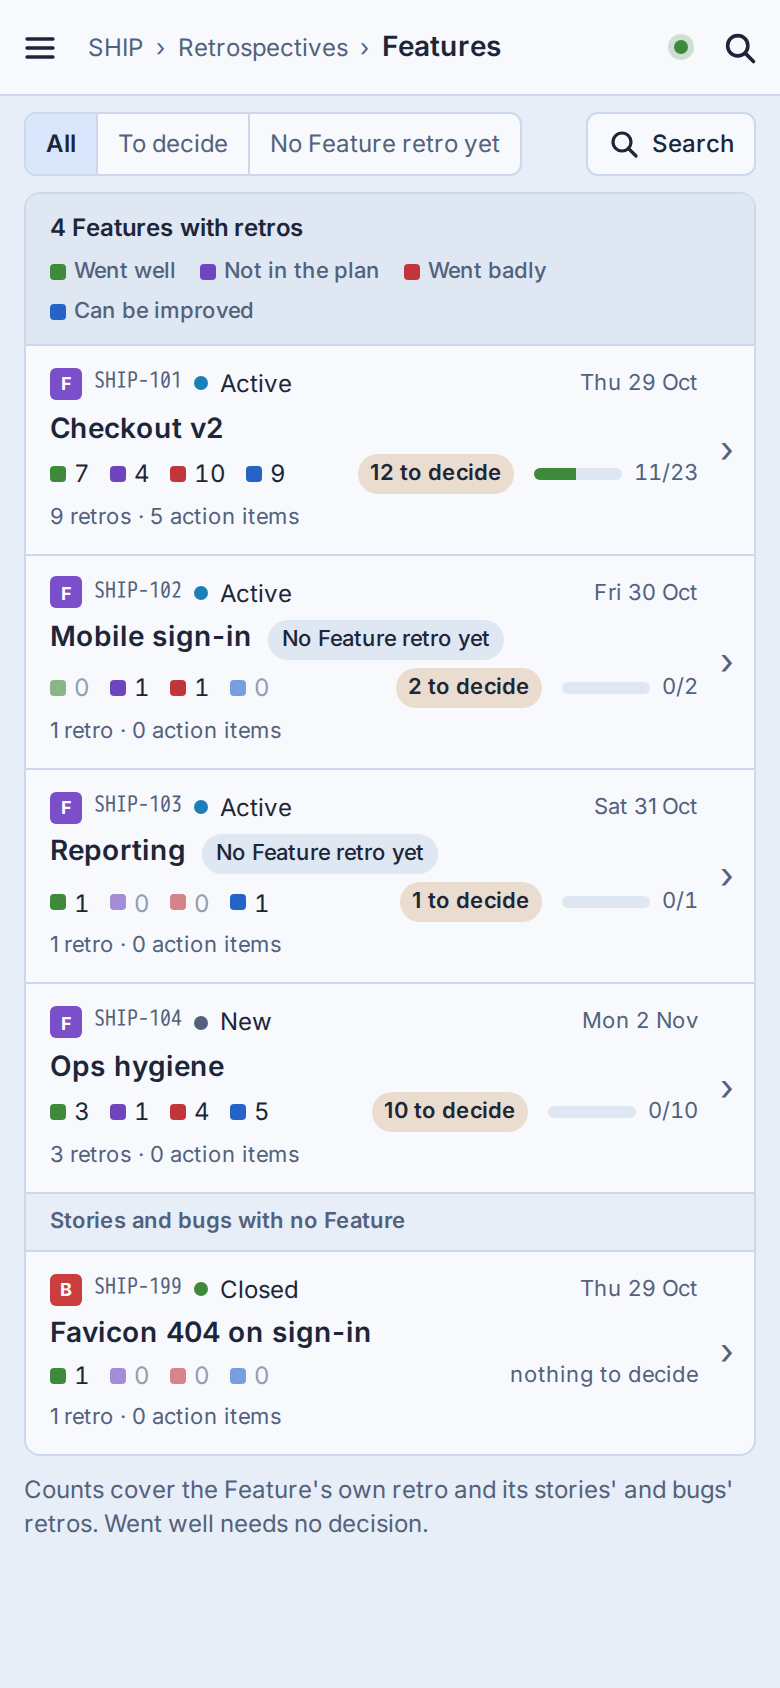 SHIP › Retrospectives › Features
All To decide No Feature retro yet Search
4 Features with retros
Went well Not in the plan Went badly
Can be improved
F SHIP-101 Active Thu 29 Oct
Checkout v2
7 4 10 9 12 to decide 11/23
9 retros · 5 action items
F SHIP-102 Active Fri 30 Oct
Mobile sign-in No Feature retro yet
0 1 1 0 2 to decide 0/2
1 retro · 0 action items
F SHIP-103 Active Sat 31 Oct
Reporting No Feature retro yet
1 0 0 1 1 to decide 0/1
1 retro · 0 action items
F SHIP-104 New Mon 2 Nov
Ops hygiene
3 1 4 5 10 to decide 0/10
3 retros · 0 action items
Stories and bugs with no Feature
B SHIP-199 Closed Thu 29 Oct
Favicon 404 on sign-in
1 0 0 0 nothing to decide
1 retro · 0 action items
Counts cover the Feature's own retro and its stories' and bugs'
retros. Went well needs no decision.